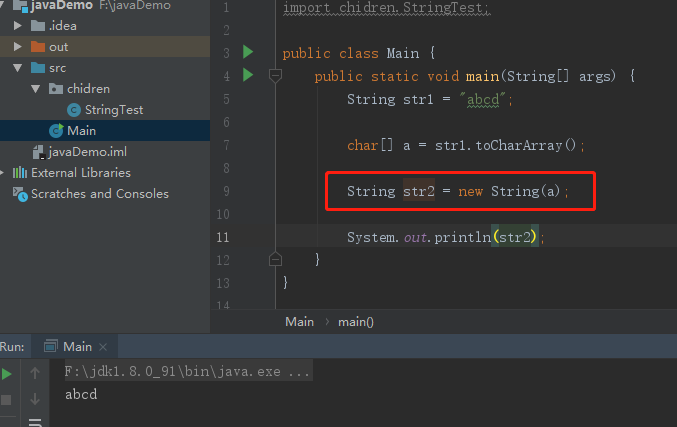 javaDemo F:\javaDemo
.idea
out
src
chidren
StringTest
Main
javaDemo.iml
External Libraries
Scratches and Consoles
1 import chidren.StringTest;
2
3 public class Main {
4 public static void main(String[] args) {
5 String str1 = "abcd";
6
7 char[] a = str1.toCharArray();
8
9 String str2 = new String(a);
10
11 System.out.println(str2);
12 }
13 }
14
Main › main()
Run: Main ×
F:\jdk1.8.0_91\bin\java.exe ...
abcd